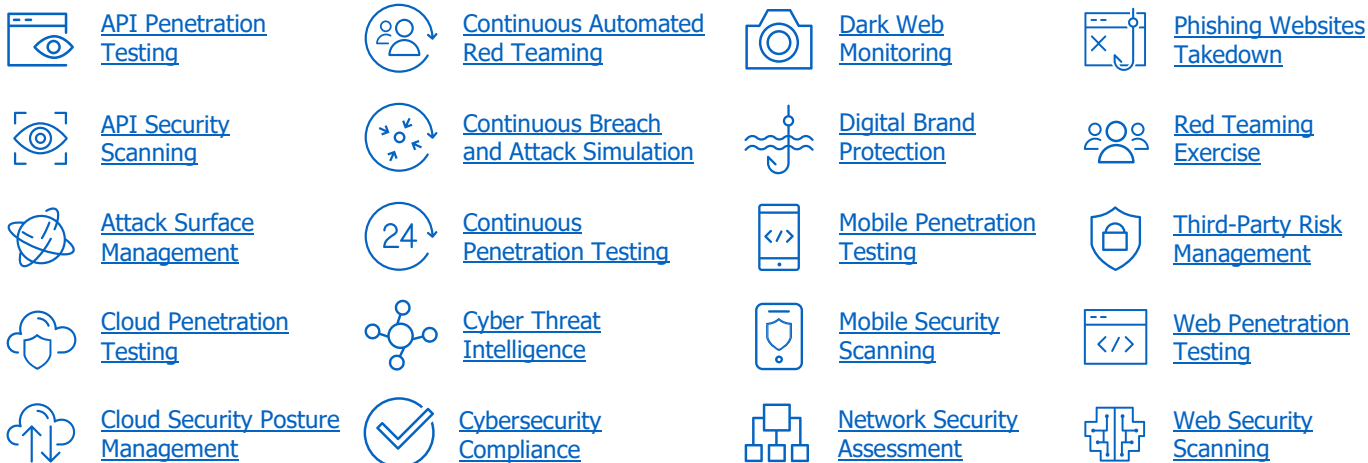 API Penetration
Testing
API Security
Scanning
Attack Surface
Management
Cloud Penetration
Testing
Cloud Security Posture
Management
Continuous Automated
Red Teaming
Continuous Breach
and Attack Simulation
24
Continuous
Penetration Testing
Cyber Threat
Intelligence
Cybersecurity
Compliance
Dark Web
Monitoring
Digital Brand
Protection
</>
Mobile Penetration
Testing
Mobile Security
Scanning
Network Security
Assessment
Phishing Websites
Takedown
Red Teaming
Exercise
Third-Party Risk
Management
</>
Web Penetration
Testing
Web Security
Scanning